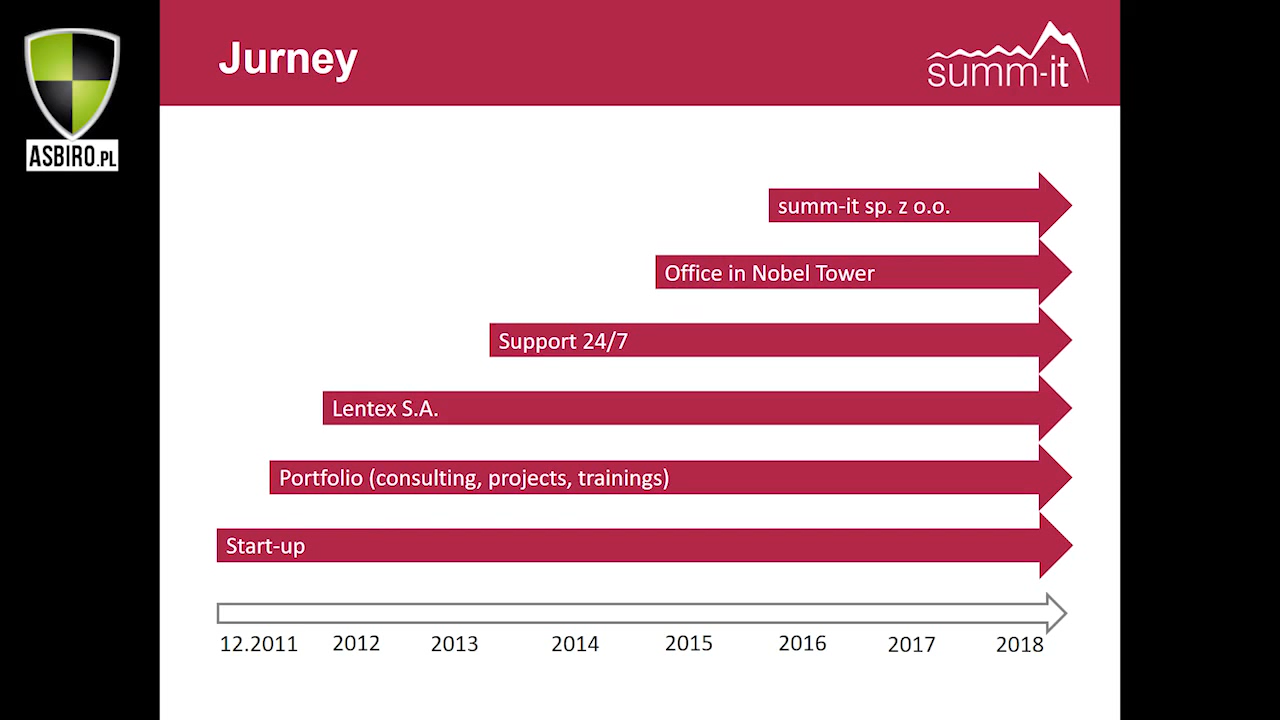 Jurney
summ-it
ASBIRO.PL
summ-it sp. z o.o.
Office in Nobel Tower
Support 24/7
Lentex S.A.
Portfolio (consulting, projects, trainings)
Start-up
12.2011 2012 2013 2014 2015 2016 2017 2018